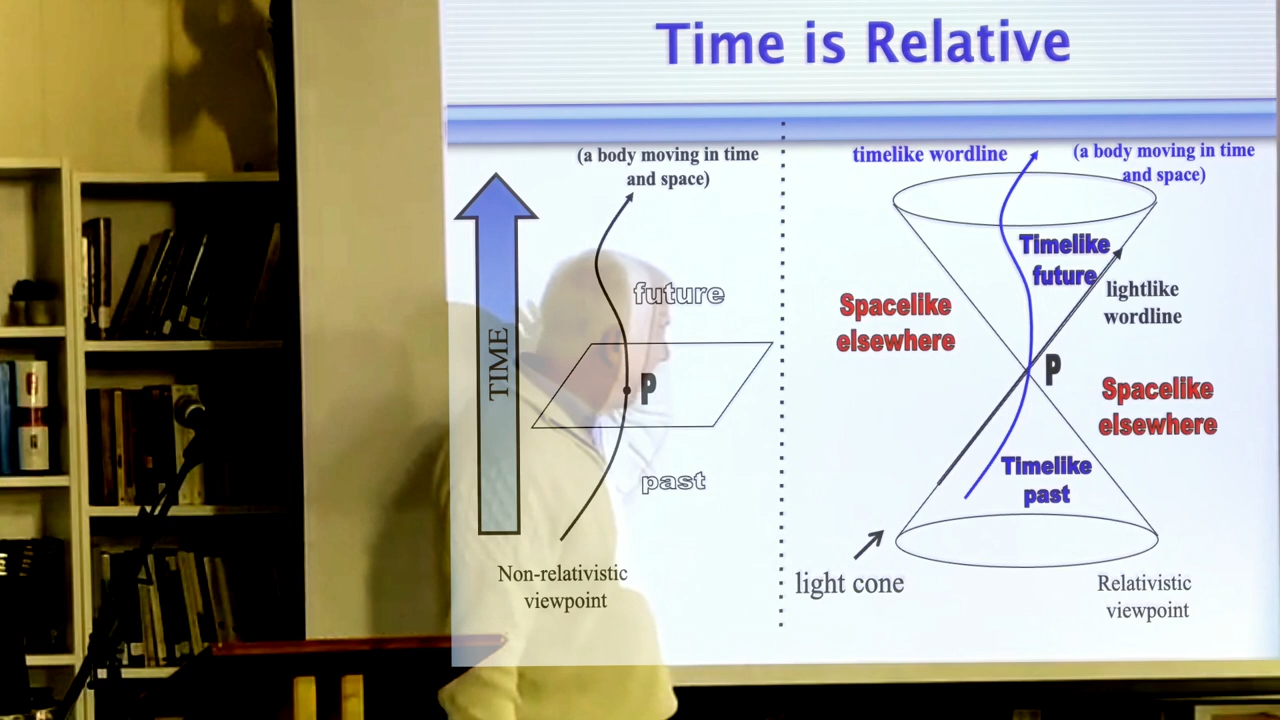 Time is Relative
(a body moving in time
and space)
TIME
future
P
past
Non-relativistic
viewpoint
timelike wordline
(a body moving in time
and space)
Timelike
future
lightlike
wordline
Spacelike
elsewhere
P
Spacelike
elsewhere
Timelike
past
light cone
Relativistic
viewpoint